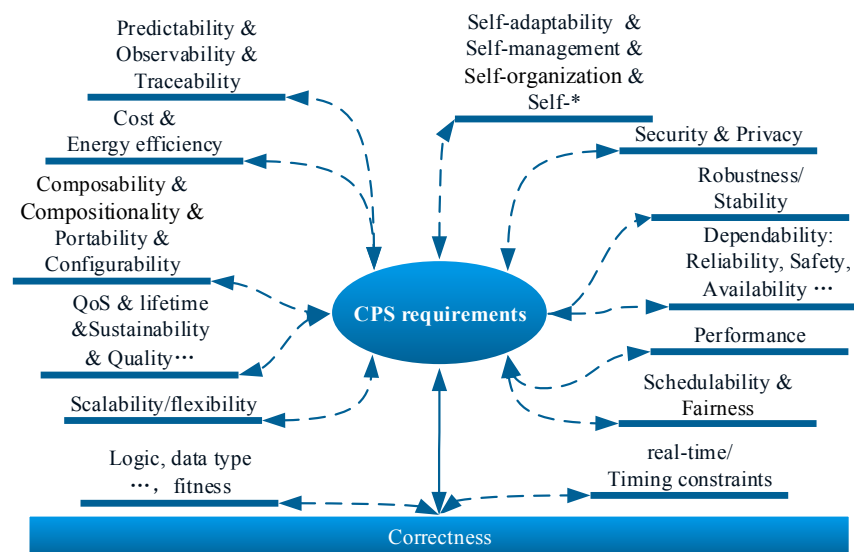 Predictability &
Observability &
Traceability
Cost &
Energy efficiency
Composability &
Compositionality &
Portability &
Configurability
QoS & lifetime
&Sustainability
& Quality…
Scalability/flexibility
Logic, data type
…, fitness
Self-adaptability &
Self-management &
Self-organization &
Self-*
Security & Privacy
Robustness/
Stability
Dependability:
Reliability, Safety,
Availability …
Performance
Schedulability &
Fairness
real-time/
Timing constraints
CPS requirements
Correctness